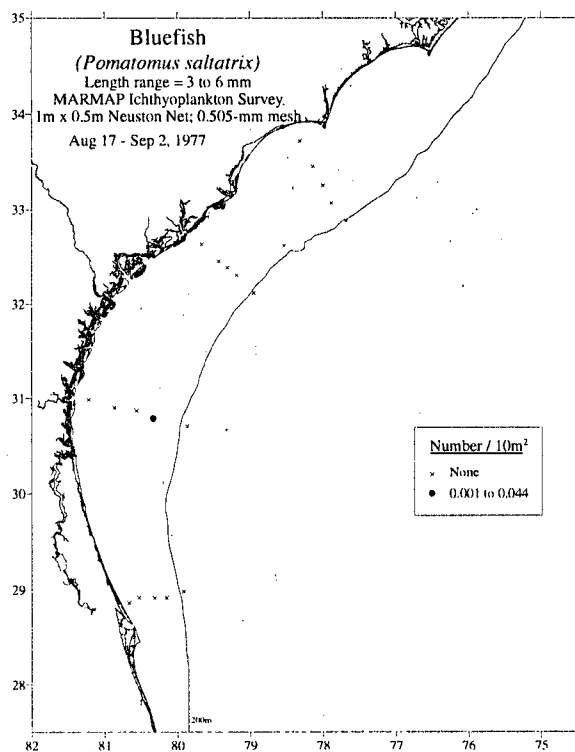 Bluefish
(Pomatomus saltatrix)
Length range = 3 to 6 mm
MARMAP Ichthyoplankton Survey.
1m x 0.5m Neuston Net; 0.505-mm mesh
Aug 17 - Sep 2, 1977
35
34
33
32
31
30
29
28
Number / 10m²
× None
● 0.001 to 0.044
200m
82 81 80 79 78 77 76 75